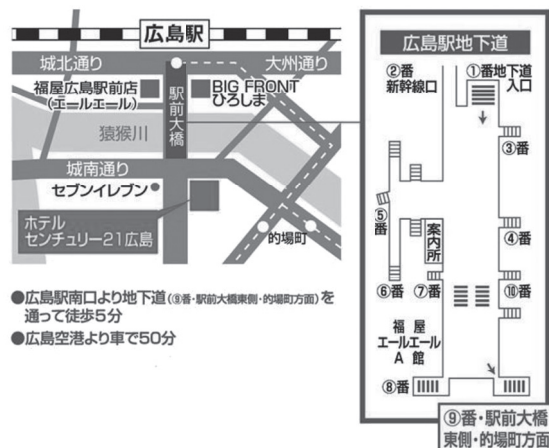 広島駅
城北通り
大州通り
福屋広島駅前店
(エールエール)
BIG FRONT
ひろしま
駅前大橋
猿猴川
城南通り
セブンイレブン
ホテル
センチュリー21広島
的場町
●広島駅南口より地下道(⑨番・駅前大橋東側・的場町方面)を
通って徒歩5分
●広島空港より車で50分
広島駅地下道
②番
新幹線口
①番地下道
入口
③番
⑤番
案内所
④番
⑥番
⑦番
⑩番
福屋
エールエール
A館
⑧番
⑨番・駅前大橋
東側・的場町方面